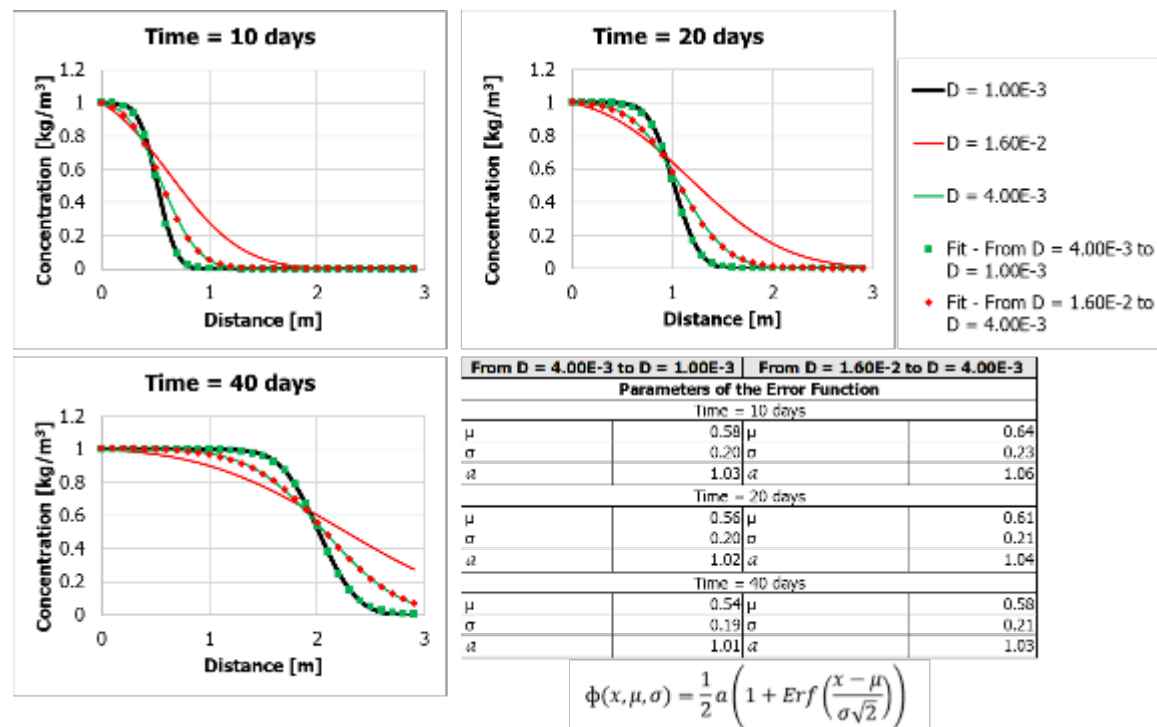 Time = 10 days
Concentration [kg/m³]
1.2
1
0.8
0.6
0.4
0.2
0
0 1 2 3
Distance [m]
Time = 20 days
Concentration [kg/m³]
1.2
1
0.8
0.6
0.4
0.2
0
0 1 2 3
Distance [m]
D = 1.00E-3
D = 1.60E-2
D = 4.00E-3
Fit - From D = 4.00E-3 to
D = 1.00E-3
Fit - From D = 1.60E-2 to
D = 4.00E-3
Time = 40 days
Concentration [kg/m³]
1.2
1
0.8
0.6
0.4
0.2
0
0 1 2 3
Distance [m]
From D = 4.00E-3 to D = 1.00E-3 From D = 1.60E-2 to D = 4.00E-3
Parameters of the Error Function
Time = 10 days
μ 0.58 μ 0.64
σ 0.20 σ 0.23
a 1.03 a 1.06
Time = 20 days
μ 0.56 μ 0.61
σ 0.20 σ 0.21
a 1.02 a 1.04
Time = 40 days
μ 0.54 μ 0.58
σ 0.19 σ 0.21
a 1.01 a 1.03
ϕ(x, μ, σ) = 1/2 a (1 + Erf (x − μ / σ√2))